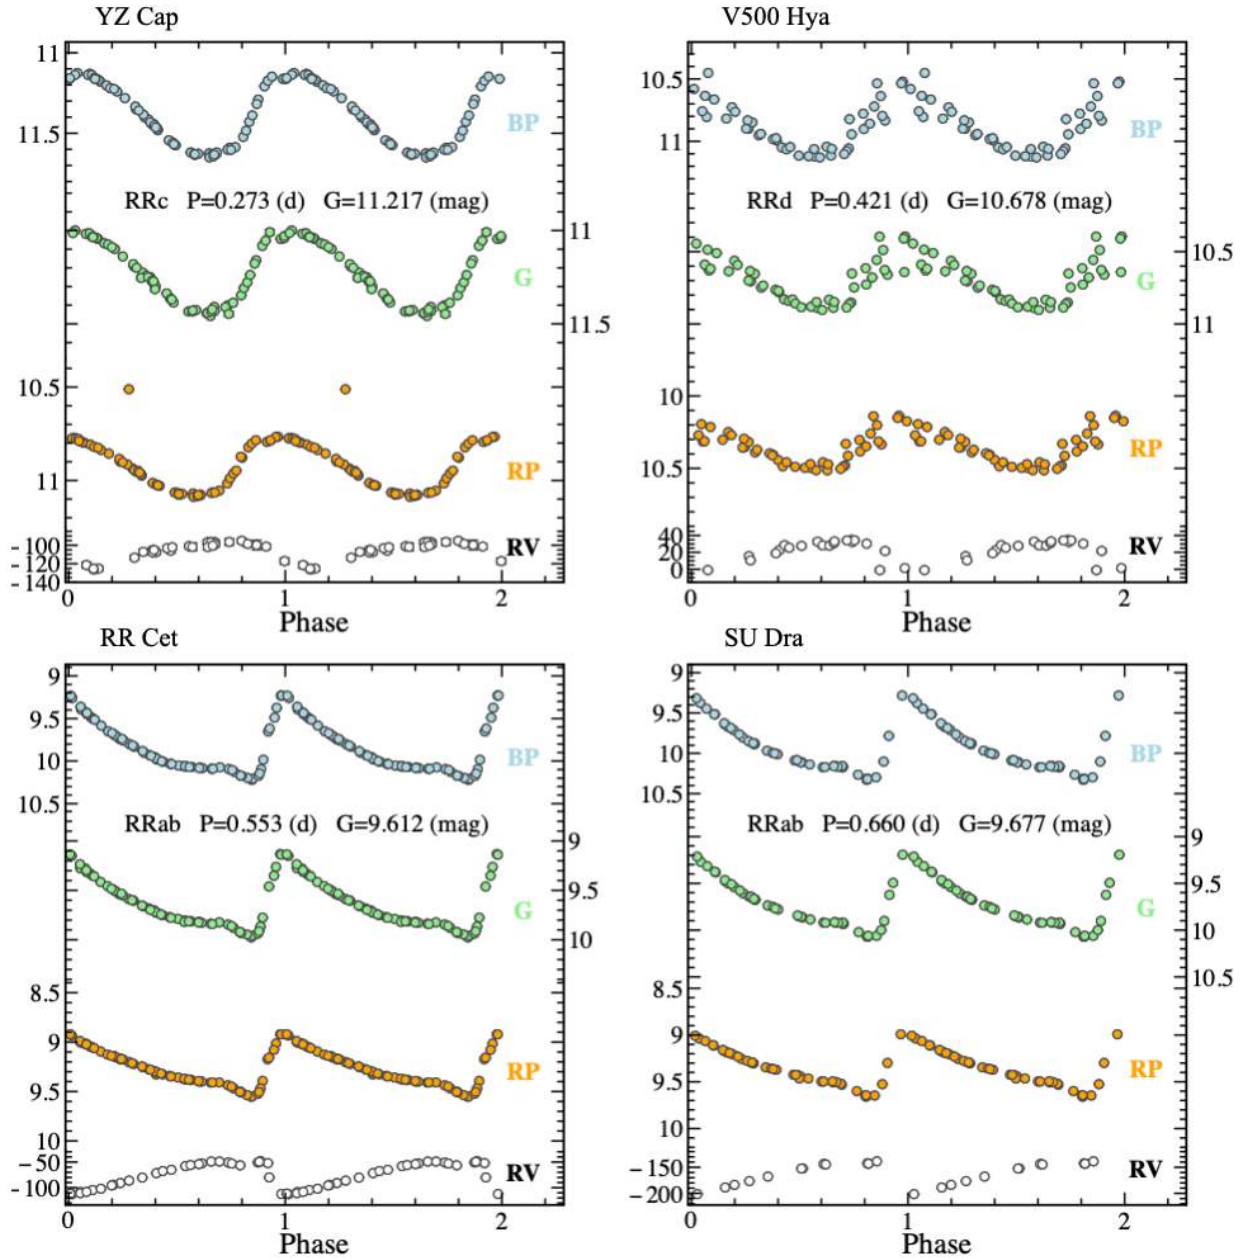 YZ Cap
11
BP
11.5
RRc P=0.273 (d) G=11.217 (mag)
11
G
11.5
10.5
RP
11
−100
−120
−140
RV
0 1 2
Phase
V500 Hya
10.5
BP
11
RRd P=0.421 (d) G=10.678 (mag)
10.5
G
11
10
RP
10.5
40
20
0
RV
0 1 2
Phase
RR Cet
9
9.5
BP
10
10.5
RRab P=0.553 (d) G=9.612 (mag)
9
9.5
G
10
8.5
9
RP
9.5
10
−50
−100
RV
0 1 2
Phase
SU Dra
9
9.5
BP
10
10.5
RRab P=0.660 (d) G=9.677 (mag)
9
9.5
G
10
10.5
8.5
9
RP
9.5
10
−150
−200
RV
0 1 2
Phase